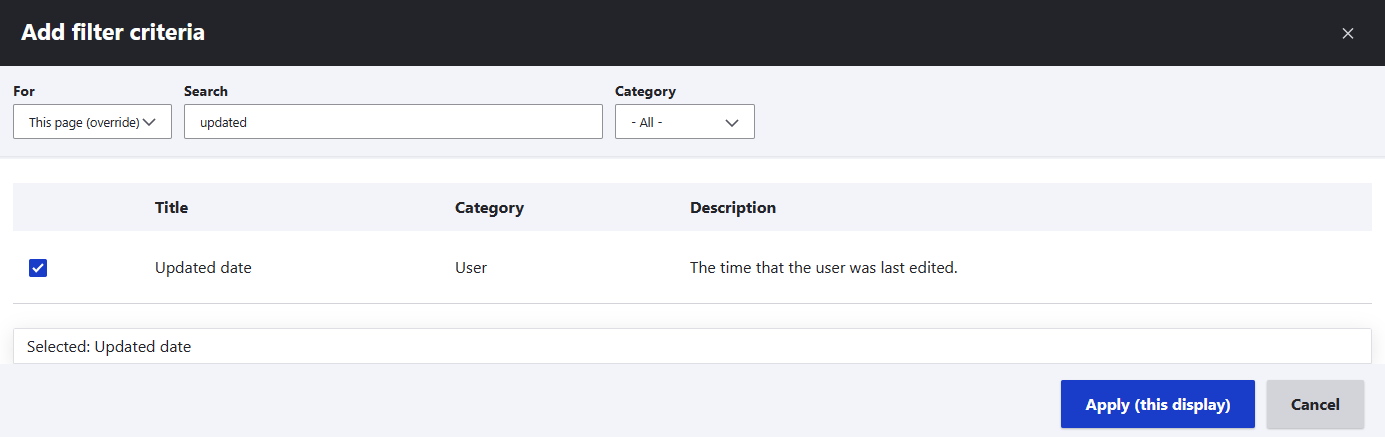 Add filter criteria
For Search Category
This page (override) updated - All -
Title Category Description
Updated date User The time that the user was last edited.
Selected: Updated date
Apply (this display) Cancel